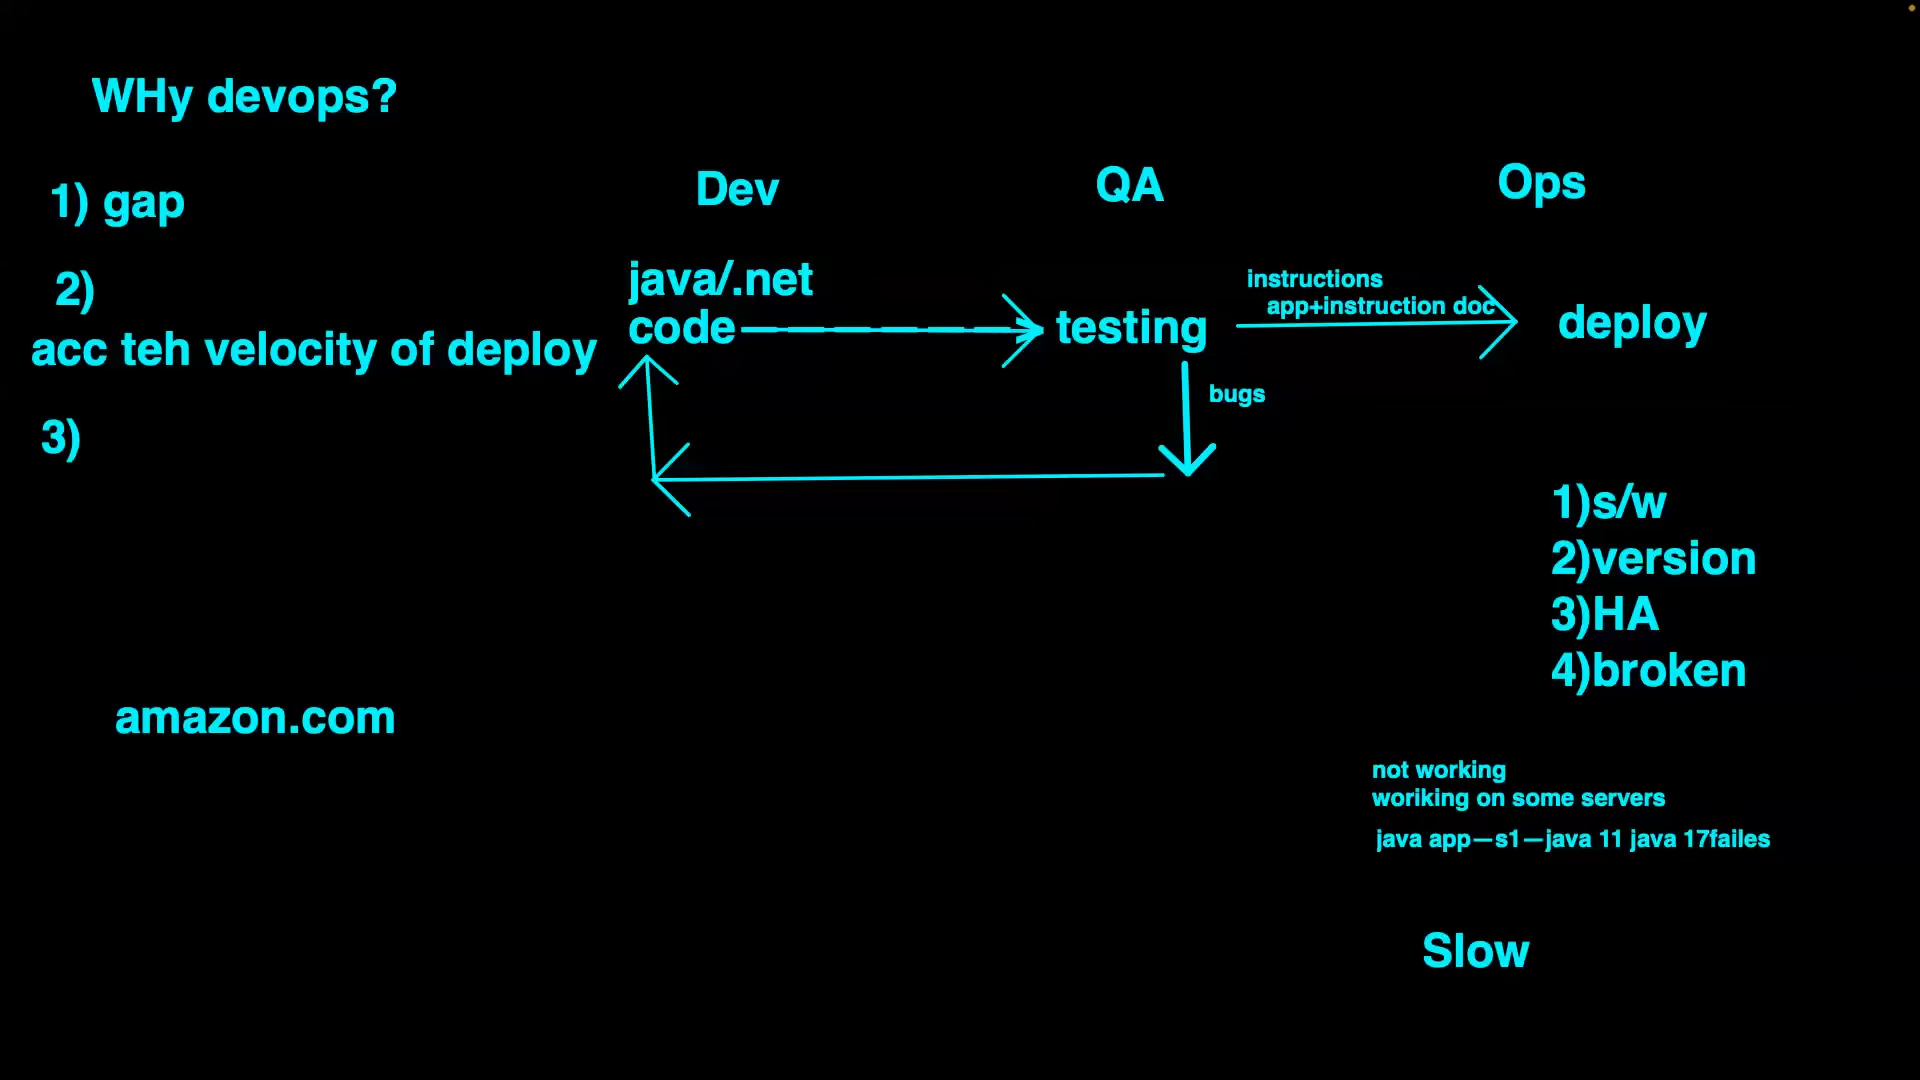 WHy devops?
1) gap
2)
acc teh velocity of deploy
3)
amazon.com
Dev
java/.net
code
QA
testing
bugs
instructions
app+instruction doc
Ops
deploy
1)s/w
2)version
3)HA
4)broken
not working
woriking on some servers
java app—s1—java 11 java 17failes
Slow